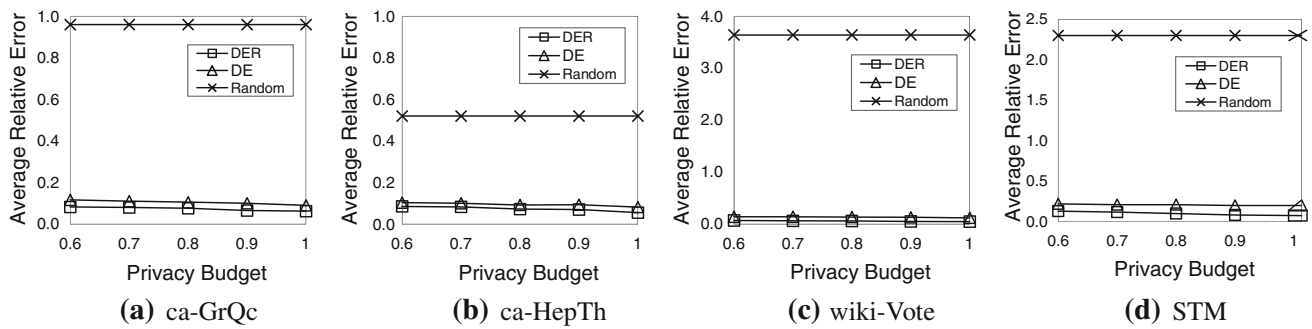 Average Relative Error
1.0
0.8
0.6
0.4
0.2
0.0
DER
DE
Random
0.6 0.7 0.8 0.9 1
Privacy Budget
(a) ca-GrQc
Average Relative Error
1.0
0.8
0.6
0.4
0.2
0.0
DER
DE
Random
0.6 0.7 0.8 0.9 1
Privacy Budget
(b) ca-HepTh
Average Relative Error
4.0
3.0
2.0
1.0
0.0
DER
DE
Random
0.6 0.7 0.8 0.9 1
Privacy Budget
(c) wiki-Vote
Average Relative Error
2.5
2.0
1.5
1.0
0.5
0.0
DER
DE
Random
0.6 0.7 0.8 0.9 1
Privacy Budget
(d) STM